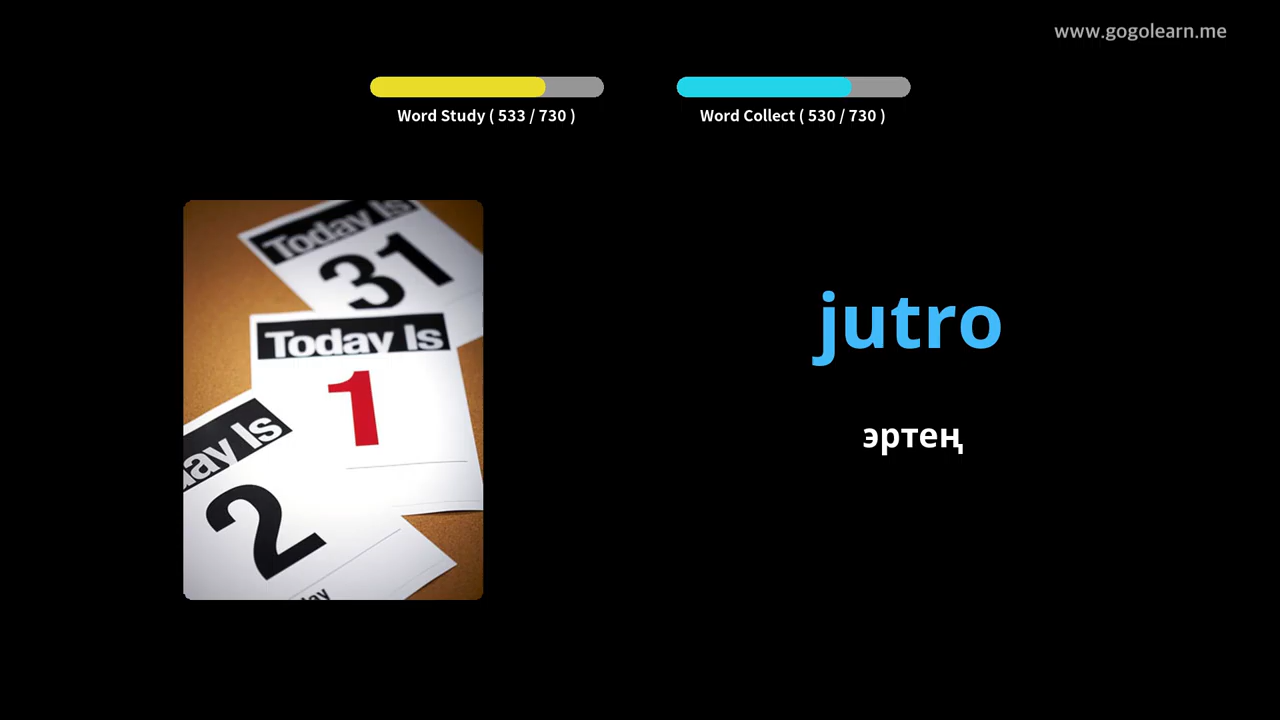 www.gogolearn.me
Word Study ( 533 / 730 )
Word Collect ( 530 / 730 )
Today Is
31
Today Is
1
ay Is
2
jutro
эртең